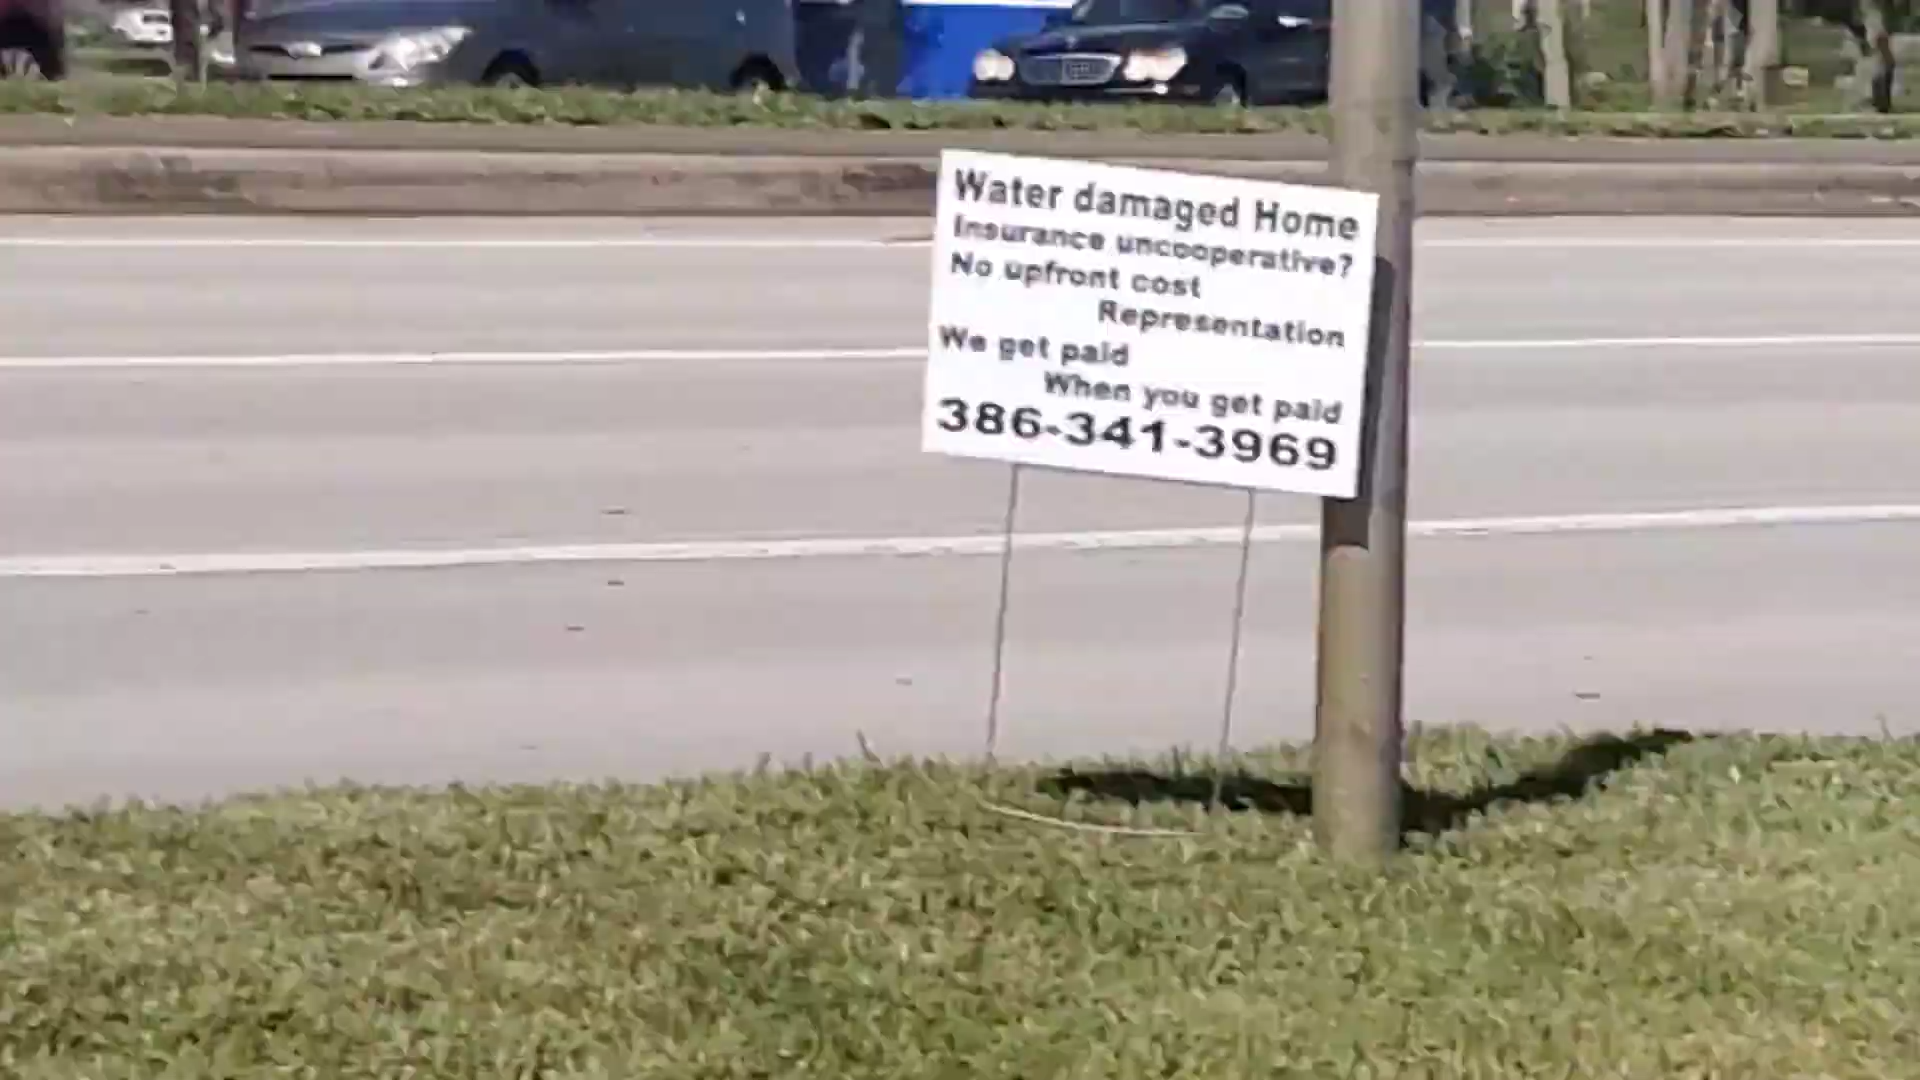 Water damaged Home
Insurance uncooperative?
No upfront cost
Representation
We get paid
When you get paid
386-341-3969